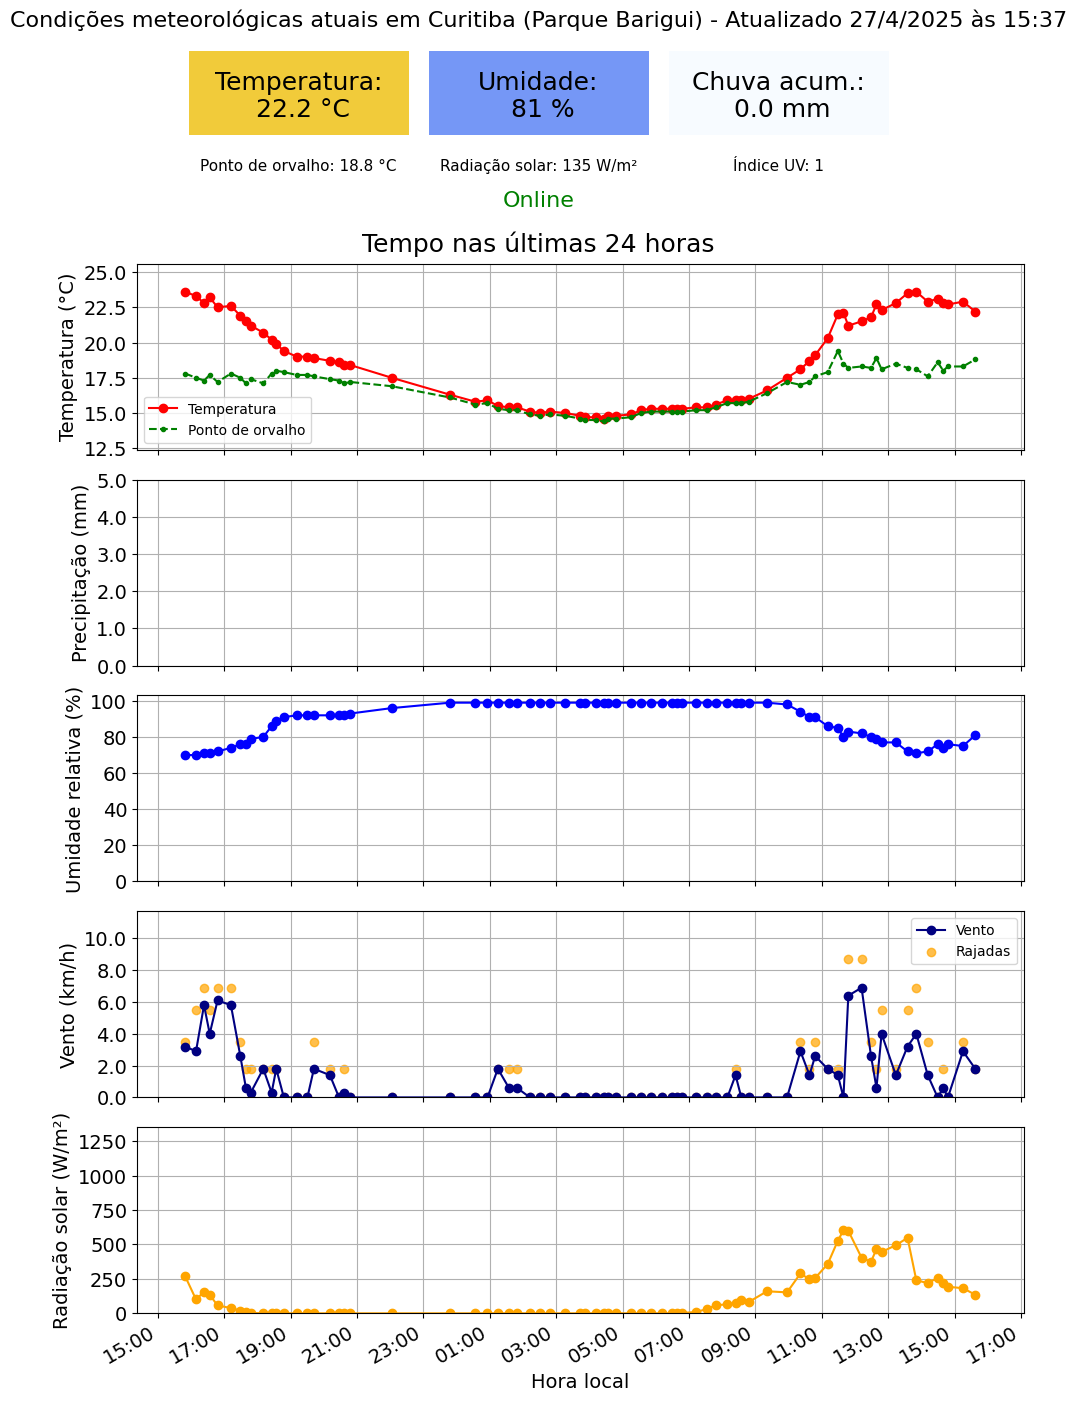 Condições meteorológicas atuais em Curitiba (Parque Barigui) - Atualizado 27/4/2025 às 15:37
Temperatura:
22.2 °C
Umidade:
81 %
Chuva acum.:
0.0 mm
Ponto de orvalho: 18.8 °C
Radiação solar: 135 W/m²
Índice UV: 1
Online
Tempo nas últimas 24 horas
Temperatura (°C)
25.0
22.5
20.0
17.5
15.0
12.5
Temperatura
Ponto de orvalho
Precipitação (mm)
5.0
4.0
3.0
2.0
1.0
0.0
Umidade relativa (%)
100
80
60
40
20
0
Vento (km/h)
10.0
8.0
6.0
4.0
2.0
0.0
Vento
Rajadas
Radiação solar (W/m²)
1250
1000
750
500
250
0
15:00
17:00
19:00
21:00
23:00
01:00
03:00
05:00
07:00
09:00
11:00
13:00
15:00
17:00
Hora local